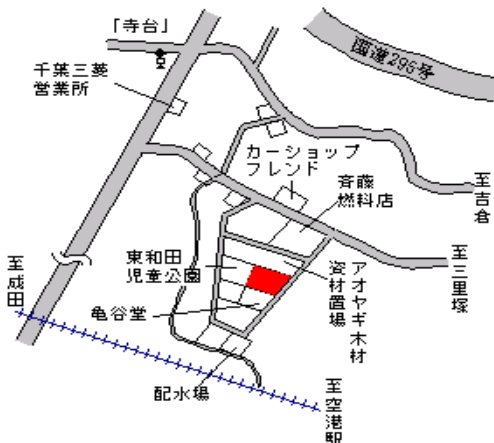 「寺台」
国道296号
千葉三菱
営業所
カーショップ
フレンド
斉藤
燃料店
至吉倉
至三里塚
東和田
児童公園
アオヤギ木材
資材置場
至成田
亀谷堂
配水場
至空港駅